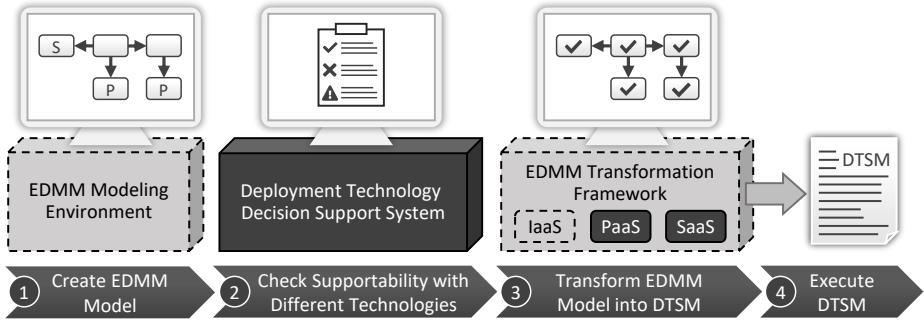 S
P P
EDMM Modeling
Environment
Deployment Technology
Decision Support System
EDMM Transformation
Framework
IaaS PaaS SaaS
DTSM
1 Create EDMM
Model
2 Check Supportability with
Different Technologies
3 Transform EDMM
Model into DTSM
4 Execute
DTSM